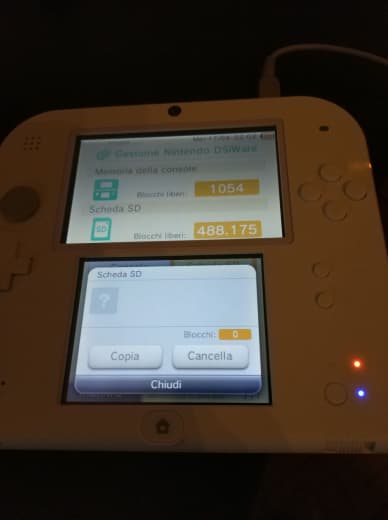 Gestione Nintendo DSiWare
Memoria della console
Blocchi liberi: 1054
Scheda SD
SD
Blocchi liberi: 488.175
Scheda SD
?
Blocchi: 0
Copia
Cancella
Chiudi